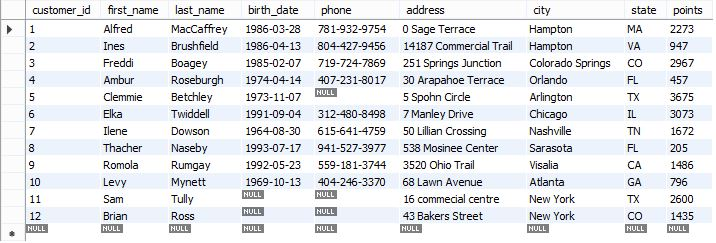 customer_id first_name last_name birth_date phone address city state points
1 Alfred MacCaffrey 1986-03-28 781-932-9754 0 Sage Terrace Hampton MA 2273
2 Ines Brushfield 1986-04-13 804-427-9456 14187 Commercial Trail Hampton VA 947
3 Freddi Boagey 1985-02-07 719-724-7869 251 Springs Junction Colorado Springs CO 2967
4 Ambur Roseburgh 1974-04-14 407-231-8017 30 Arapahoe Terrace Orlando FL 457
5 Clemmie Betchley 1973-11-07 NULL 5 Spohn Circle Arlington TX 3675
6 Elka Twiddell 1991-09-04 312-480-8498 7 Manley Drive Chicago IL 3073
7 Ilene Dowson 1964-08-30 615-641-4759 50 Lillian Crossing Nashville TN 1672
8 Thacher Naseby 1993-07-17 941-527-3977 538 Mosinee Center Sarasota FL 205
9 Romola Rumgay 1992-05-23 559-181-3744 3520 Ohio Trail Visalia CA 1486
10 Levy Mynett 1969-10-13 404-246-3370 68 Lawn Avenue Atlanta GA 796
11 Sam Tully NULL NULL 16 commecial centre New York TX 2600
12 Brian Ross NULL NULL 43 Bakers Street New York CO 1435
NULL NULL NULL NULL NULL NULL NULL NULL NULL